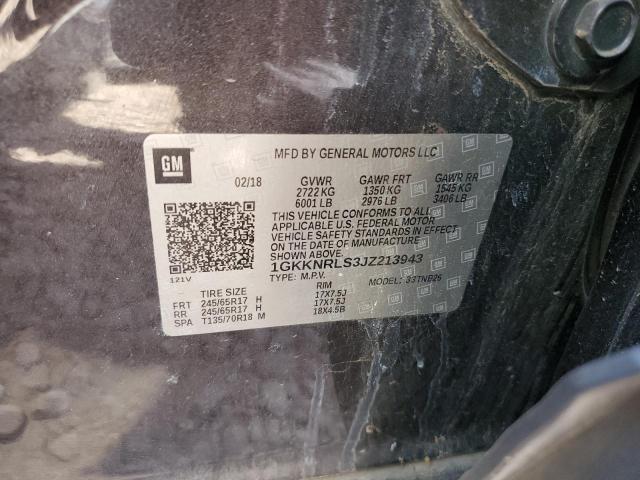 GM
MFD BY GENERAL MOTORS LLC
02/18 GVWR GAWR FRT GAWR RR
2722 KG 1350 KG 1545 KG
6001 LB 2976 LB 3406 LB
THIS VEHICLE CONFORMS TO ALL
APPLICABLE U.S. FEDERAL MOTOR
VEHICLE SAFETY STANDARDS IN EFFECT
ON THE DATE OF MANUFACTURE
SHOWN ABOVE.
1GKKNRLS3JZ213943
121V
TYPE: M.P.V. MODEL: 33TNB26
TIRE SIZE RIM
FRT 245/65R17 H 17X7.5J
RR 245/65R17 H 17X7.5J
SPA T135/70R18 M 18X4.5B